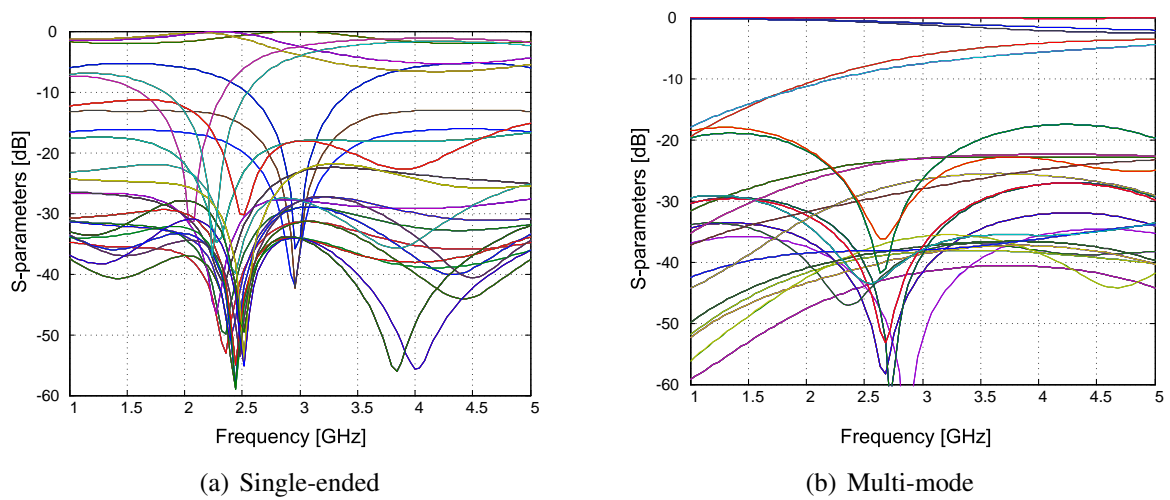 S-parameters [dB]
0
-10
-20
-30
-40
-50
-60
1 1.5 2 2.5 3 3.5 4 4.5 5
Frequency [GHz]
(a) Single-ended
S-parameters [dB]
0
-10
-20
-30
-40
-50
-60
1 1.5 2 2.5 3 3.5 4 4.5 5
Frequency [GHz]
(b) Multi-mode